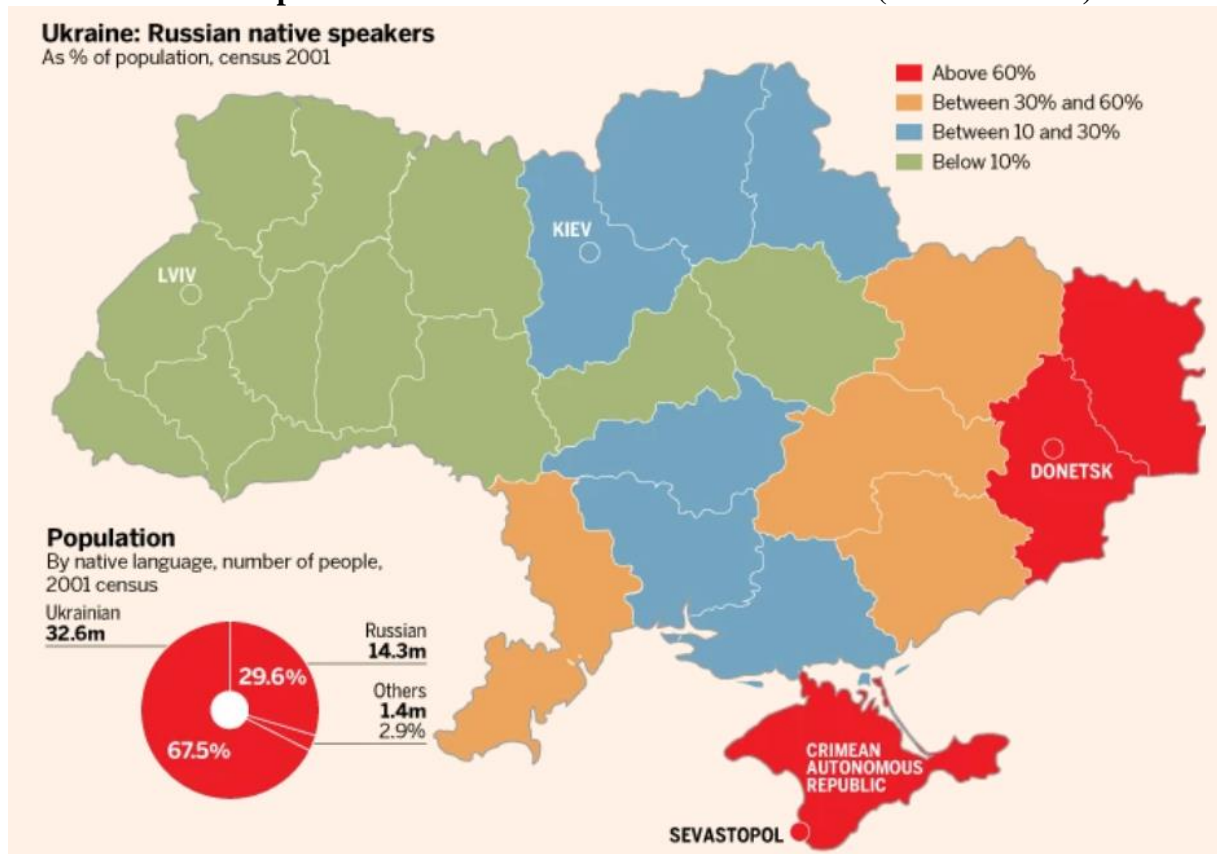 Ukraine: Russian native speakers
As % of population, census 2001
Above 60%
Between 30% and 60%
Between 10 and 30%
Below 10%
KIEV
LVIV
DONETSK
Population
By native language, number of people,
2001 census
Ukrainian
32.6m
Russian
14.3m
29.6%
Others
1.4m
2.9%
67.5%
CRIMEAN
AUTONOMOUS
REPUBLIC
SEVASTOPOL